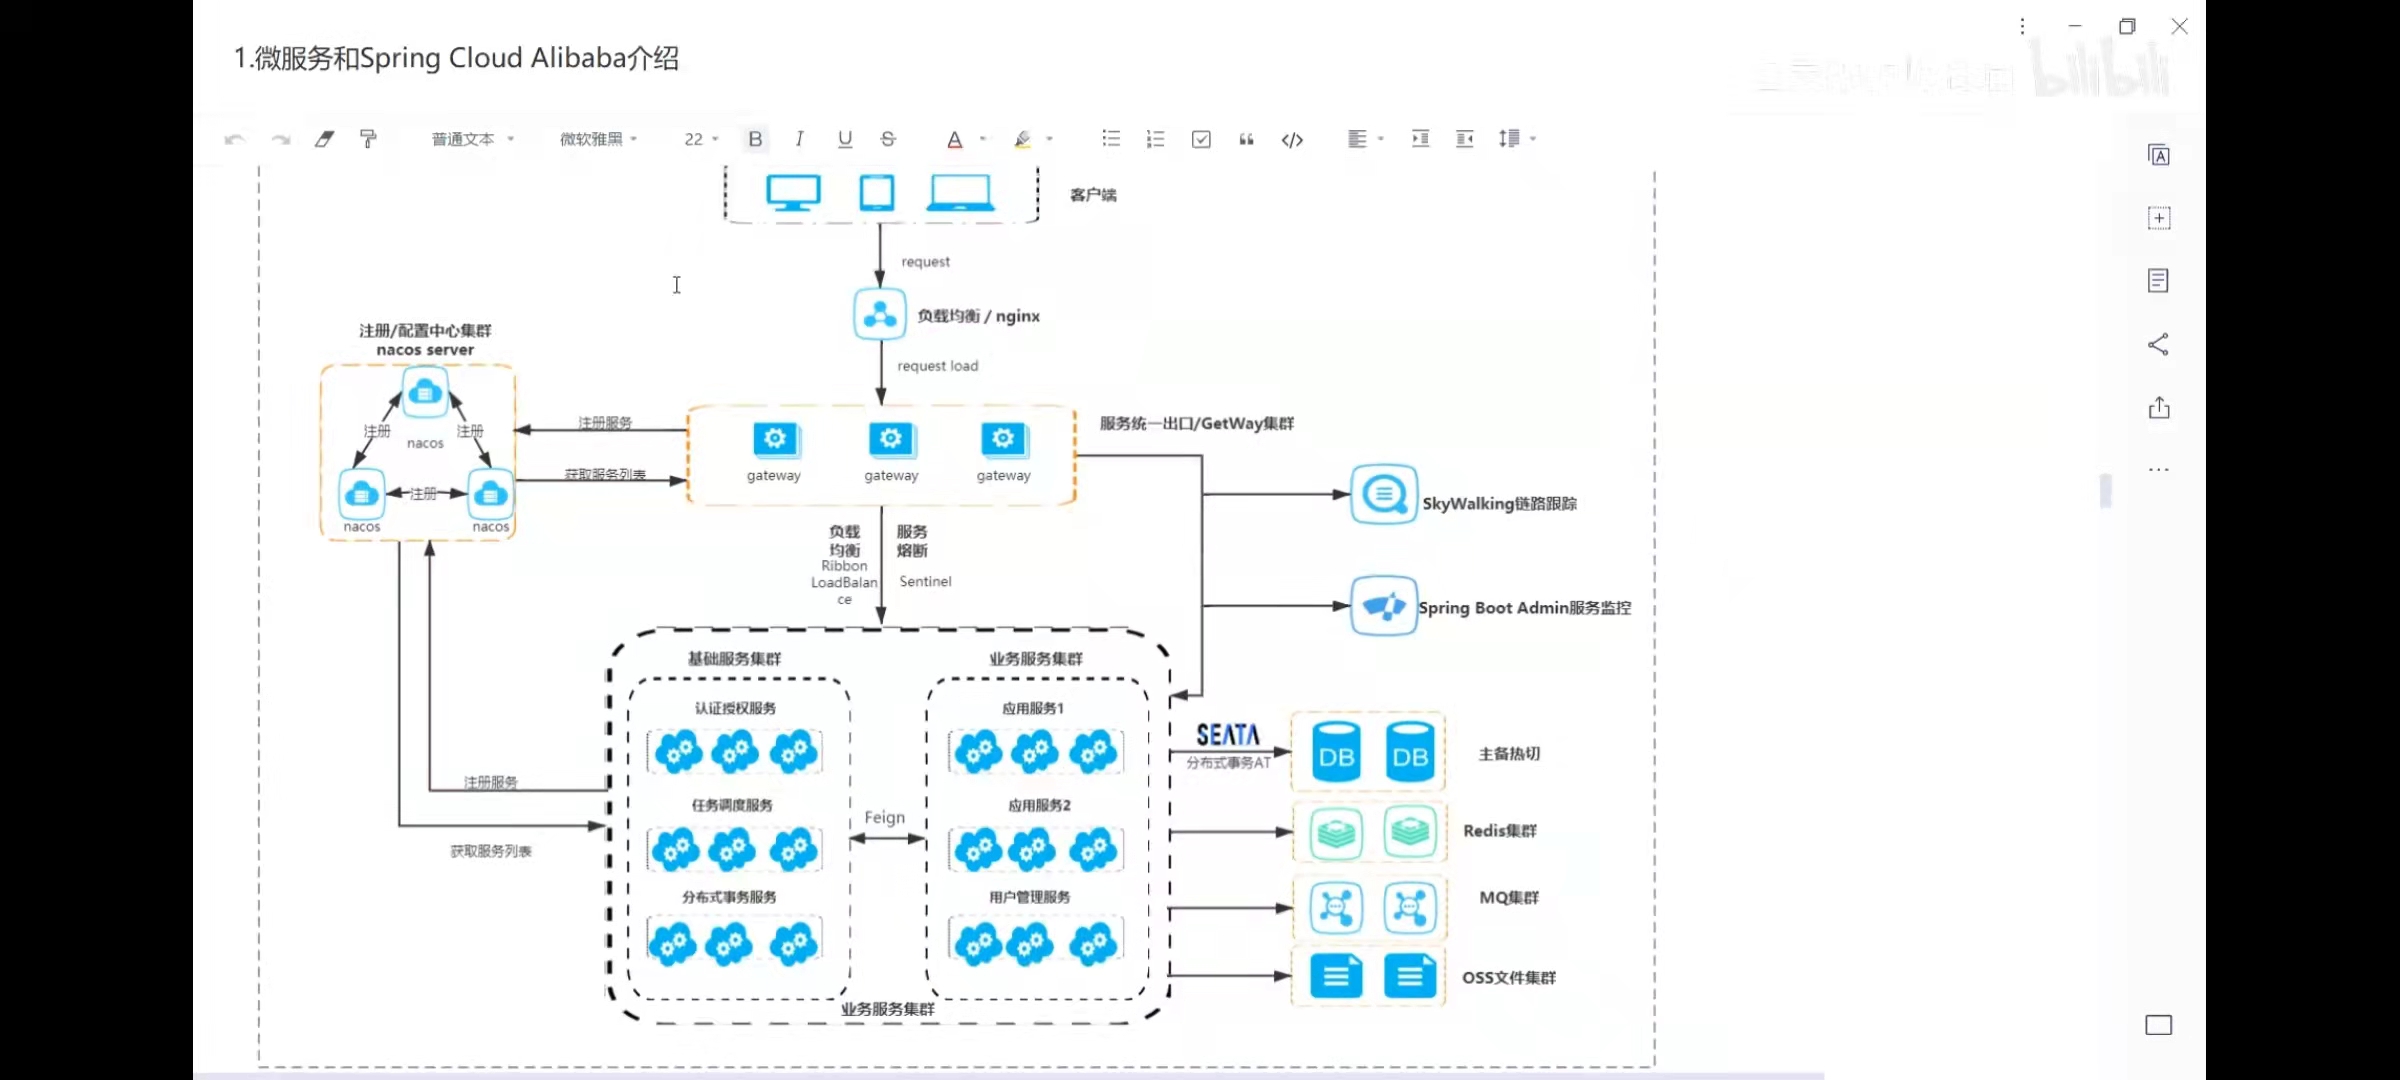 1.微服务和Spring Cloud Alibaba介绍
bilibili
普通文本
微软雅黑
22
客户端
request
负载均衡 / nginx
request load
注册/配置中心集群
nacos server
注册
nacos
注册
注册
nacos
nacos
注册服务
获取服务列表
gateway
gateway
gateway
服务统一出口/GetWay集群
SkyWalking链路跟踪
Spring Boot Admin服务监控
负载
均衡
Ribbon
LoadBalan
ce
服务
熔断
Sentinel
基础服务集群
业务服务集群
认证授权服务
应用服务1
任务调度服务
应用服务2
Feign
分布式事务服务
用户管理服务
业务服务集群
注册服务
获取服务列表
SEATA
分布式事务AT
DB
DB
主备热切
Redis集群
MQ集群
OSS文件集群